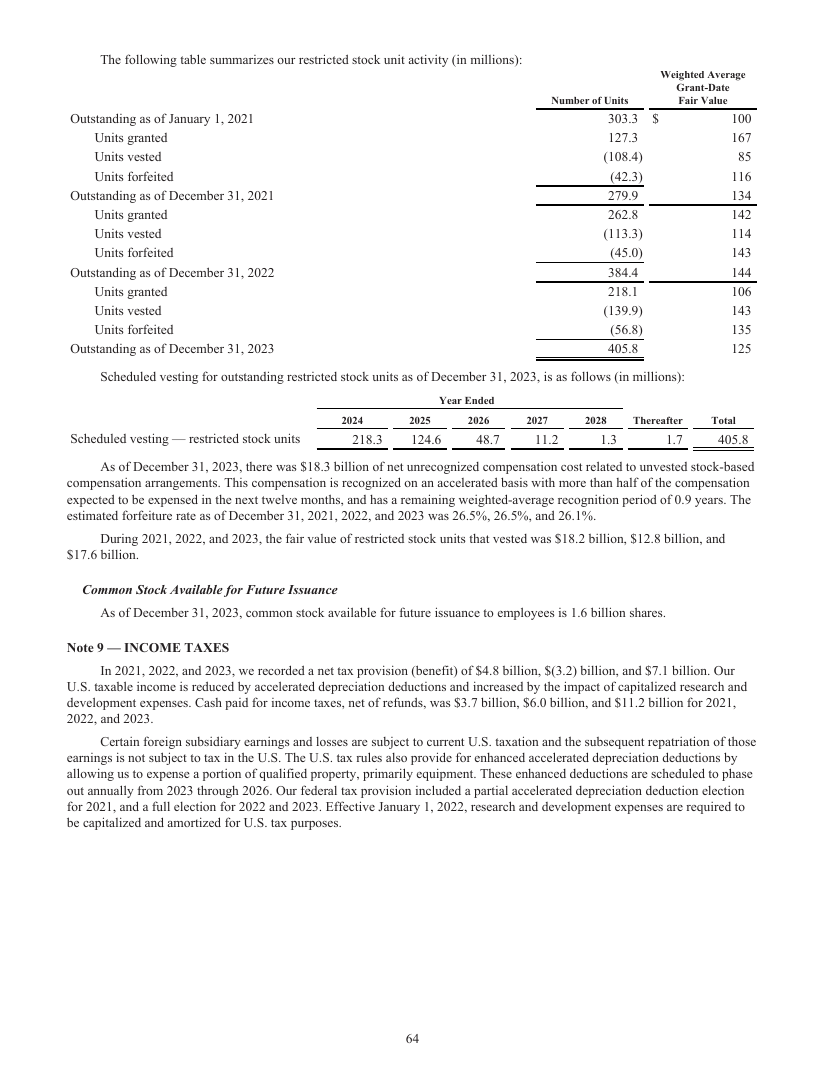 The following table summarizes our restricted stock unit activity (in millions):
Number of Units Weighted Average Grant-Date Fair Value
Outstanding as of January 1, 2021 303.3 $ 100
Units granted 127.3 167
Units vested (108.4) 85
Units forfeited (42.3) 116
Outstanding as of December 31, 2021 279.9 134
Units granted 262.8 142
Units vested (113.3) 114
Units forfeited (45.0) 143
Outstanding as of December 31, 2022 384.4 144
Units granted 218.1 106
Units vested (139.9) 143
Units forfeited (56.8) 135
Outstanding as of December 31, 2023 405.8 125
Scheduled vesting for outstanding restricted stock units as of December 31, 2023, is as follows (in millions):
Year Ended
2024 2025 2026 2027 2028 Thereafter Total
Scheduled vesting — restricted stock units 218.3 124.6 48.7 11.2 1.3 1.7 405.8
As of December 31, 2023, there was $18.3 billion of net unrecognized compensation cost related to unvested stock-based
compensation arrangements. This compensation is recognized on an accelerated basis with more than half of the compensation
expected to be expensed in the next twelve months, and has a remaining weighted-average recognition period of 0.9 years. The
estimated forfeiture rate as of December 31, 2021, 2022, and 2023 was 26.5%, 26.5%, and 26.1%.
During 2021, 2022, and 2023, the fair value of restricted stock units that vested was $18.2 billion, $12.8 billion, and
$17.6 billion.
Common Stock Available for Future Issuance
As of December 31, 2023, common stock available for future issuance to employees is 1.6 billion shares.
Note 9 — INCOME TAXES
In 2021, 2022, and 2023, we recorded a net tax provision (benefit) of $4.8 billion, $(3.2) billion, and $7.1 billion. Our
U.S. taxable income is reduced by accelerated depreciation deductions and increased by the impact of capitalized research and
development expenses. Cash paid for income taxes, net of refunds, was $3.7 billion, $6.0 billion, and $11.2 billion for 2021,
2022, and 2023.
Certain foreign subsidiary earnings and losses are subject to current U.S. taxation and the subsequent repatriation of those
earnings is not subject to tax in the U.S. The U.S. tax rules also provide for enhanced accelerated depreciation deductions by
allowing us to expense a portion of qualified property, primarily equipment. These enhanced deductions are scheduled to phase
out annually from 2023 through 2026. Our federal tax provision included a partial accelerated depreciation deduction election
for 2021, and a full election for 2022 and 2023. Effective January 1, 2022, research and development expenses are required to
be capitalized and amortized for U.S. tax purposes.
64